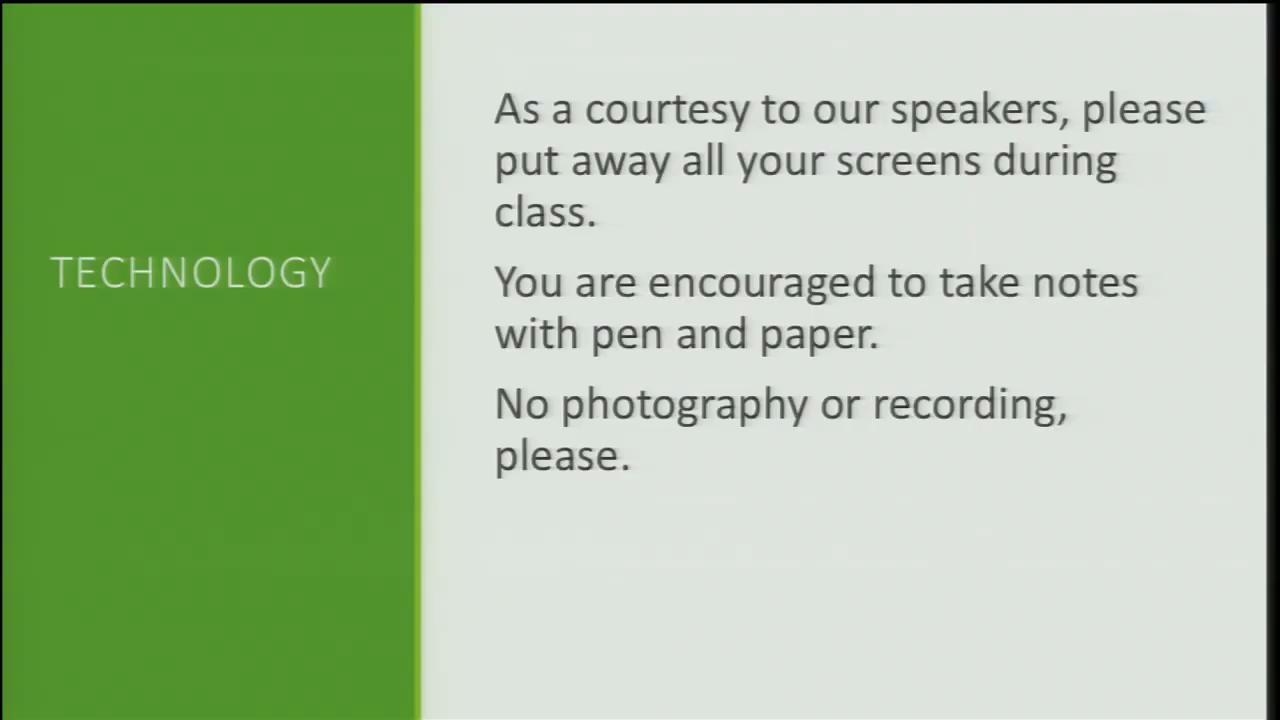 TECHNOLOGY
As a courtesy to our speakers, please
put away all your screens during
class.
You are encouraged to take notes
with pen and paper.
No photography or recording,
please.